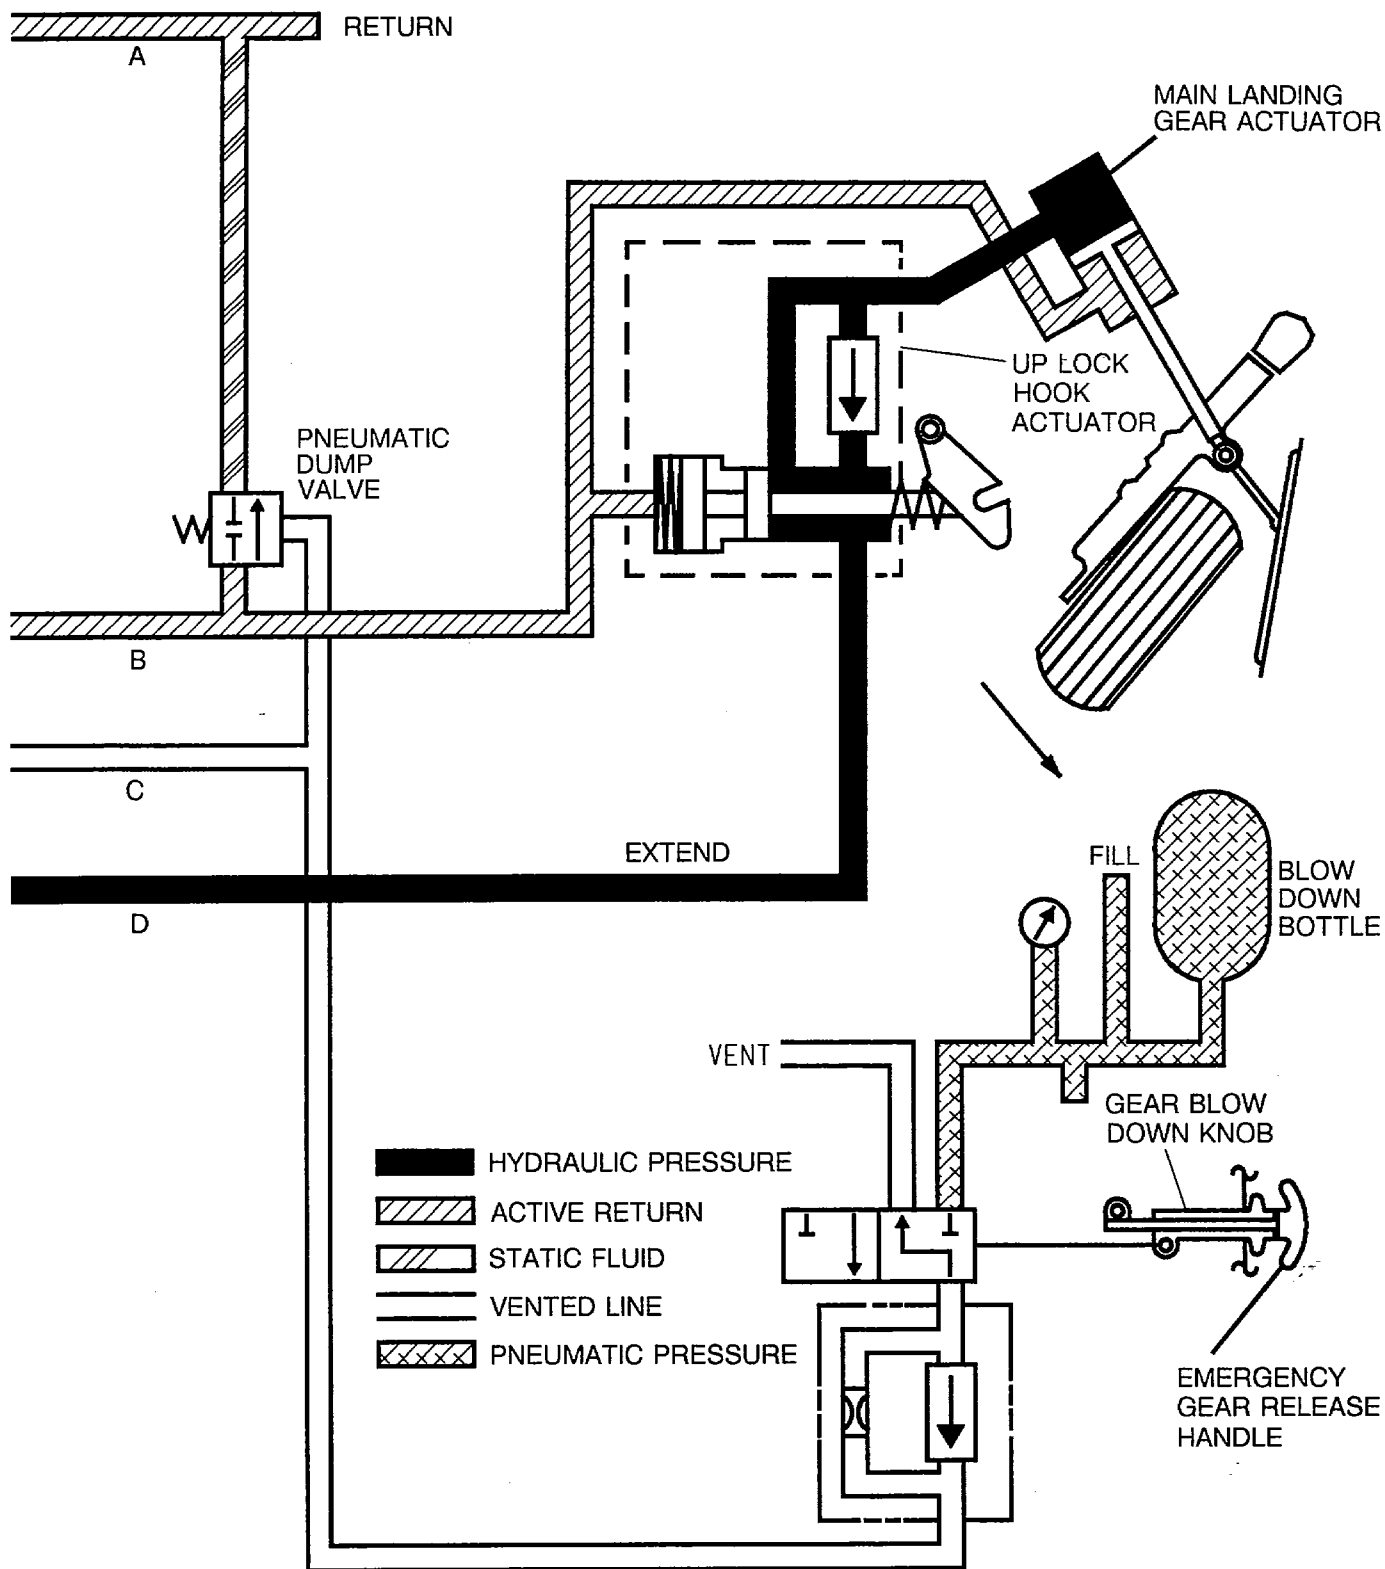 RETURN
A
MAIN LANDING
GEAR ACTUATOR
UP LOCK
HOOK
ACTUATOR
PNEUMATIC
DUMP
VALVE
B
C
EXTEND
D
FILL
BLOW
DOWN
BOTTLE
VENT
GEAR BLOW
DOWN KNOB
HYDRAULIC PRESSURE
ACTIVE RETURN
STATIC FLUID
VENTED LINE
PNEUMATIC PRESSURE
EMERGENCY
GEAR RELEASE
HANDLE